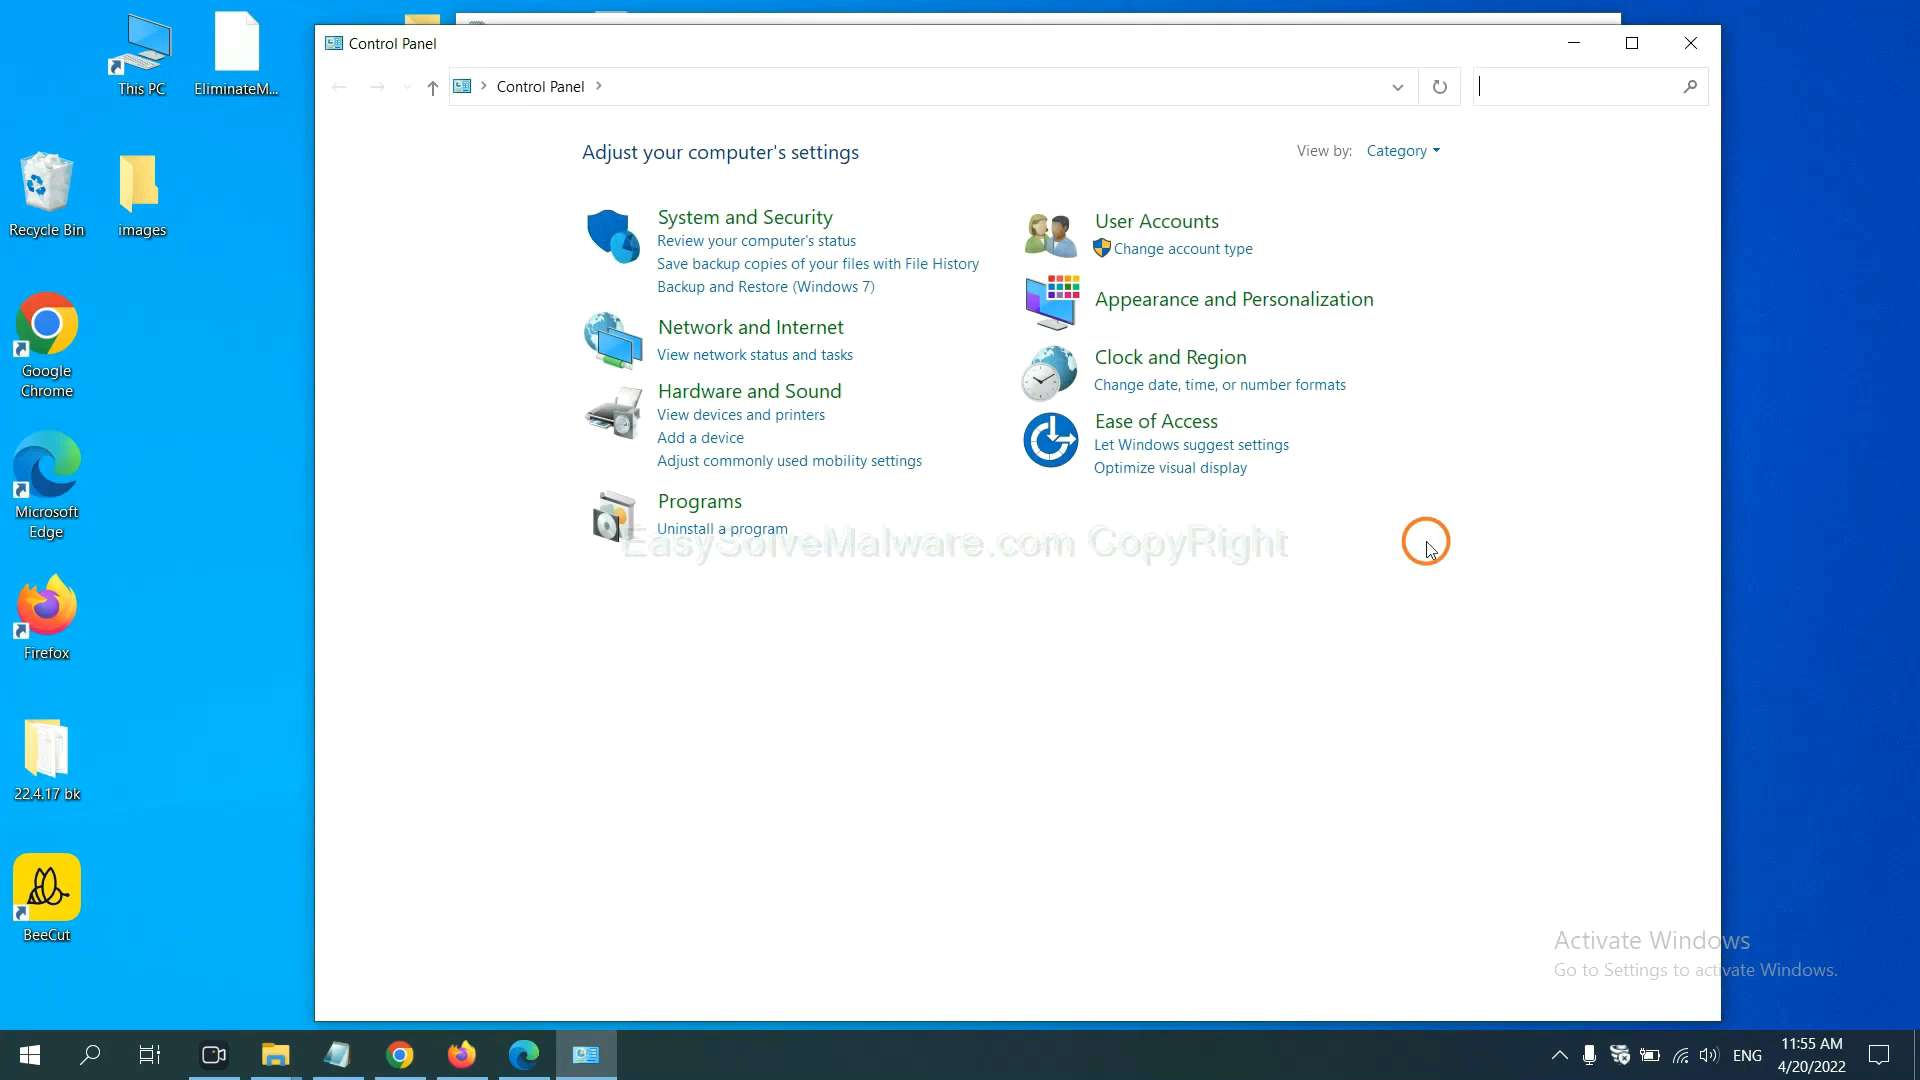 This PC
EliminateM...
Recycle Bin
images
Google
Chrome
Microsoft
Edge
Firefox
22.4.17 bk
BeeCut
Control Panel
Control Panel
Adjust your computer's settings
View by: Category
System and Security
Review your computer's status
Save backup copies of your files with File History
Backup and Restore (Windows 7)
Network and Internet
View network status and tasks
Hardware and Sound
View devices and printers
Add a device
Adjust commonly used mobility settings
Programs
Uninstall a program
User Accounts
Change account type
Appearance and Personalization
Clock and Region
Change date, time, or number formats
Ease of Access
Let Windows suggest settings
Optimize visual display
EasySolveMalware.com CopyRight
Activate Windows
Go to Settings to activate Windows.
ENG
11:55 AM
4/20/2022